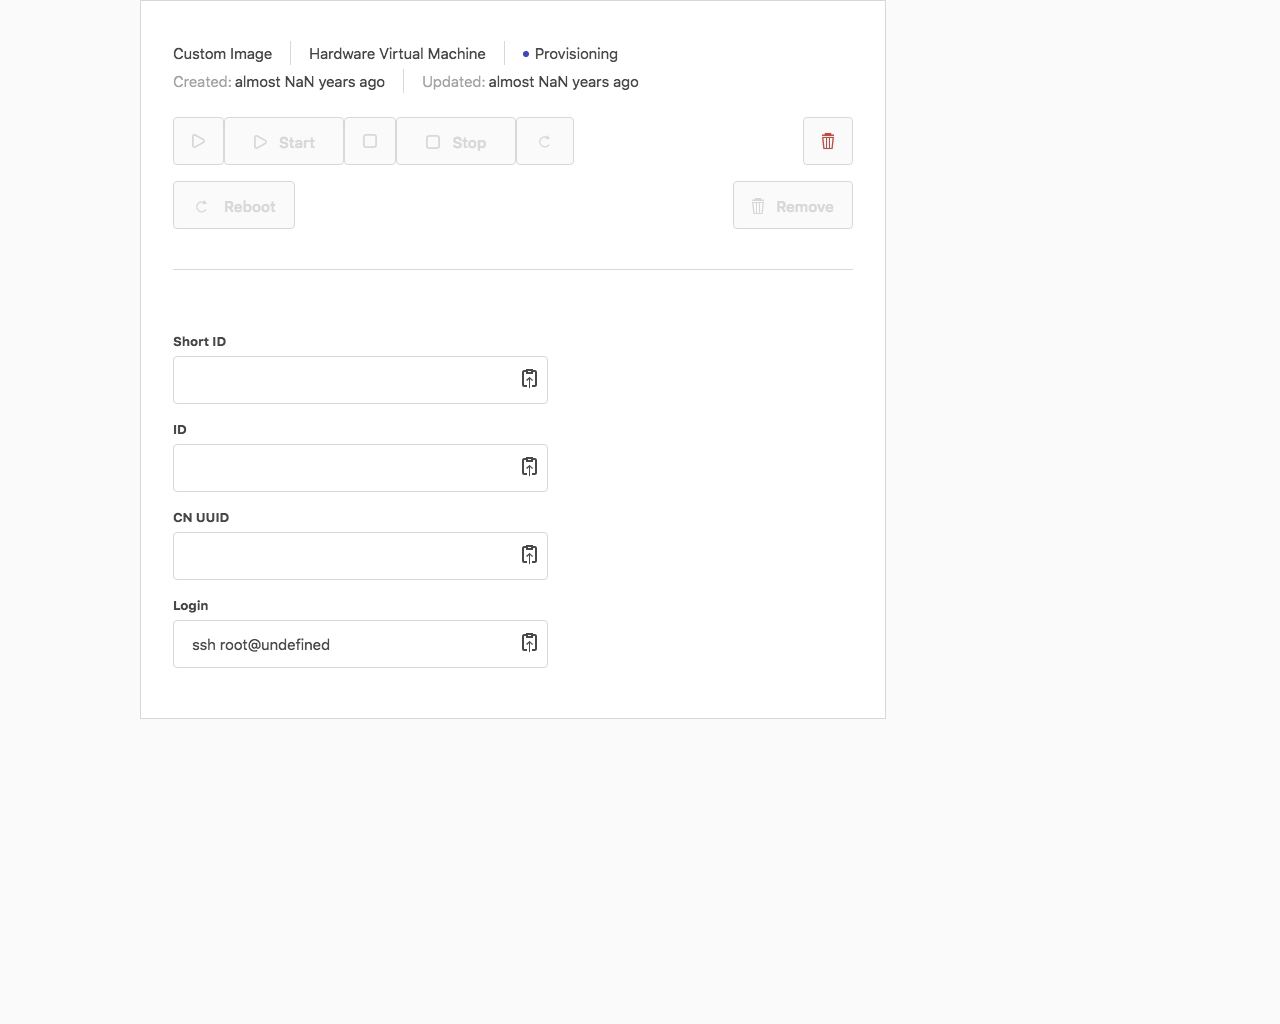 Custom Image Hardware Virtual Machine Provisioning
Created: almost NaN years ago Updated: almost NaN years ago
Start Stop
Reboot Remove
Short ID
ID
CN UUID
Login
ssh root@undefined